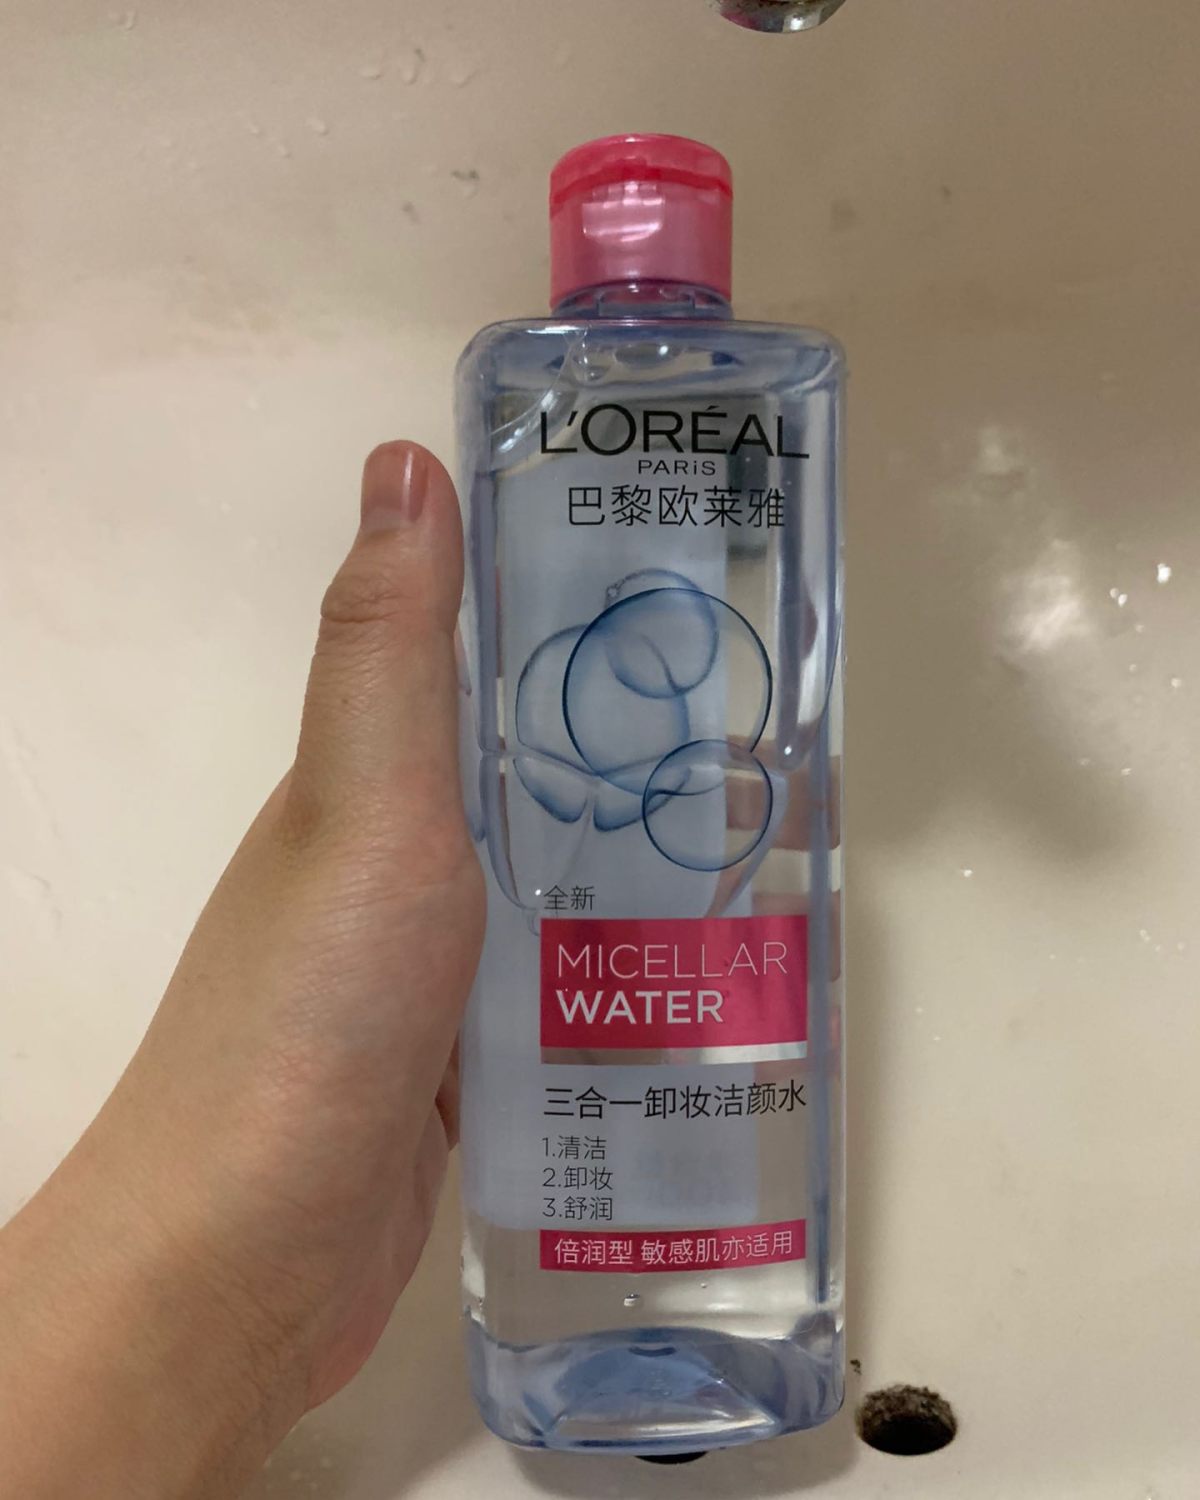 L'ORÉAL
PARiS
巴黎欧莱雅
全新
MICELLAR
WATER
三合一卸妆洁颜水
1.清洁
2.卸妆
3.舒润
倍润型 敏感肌亦适用